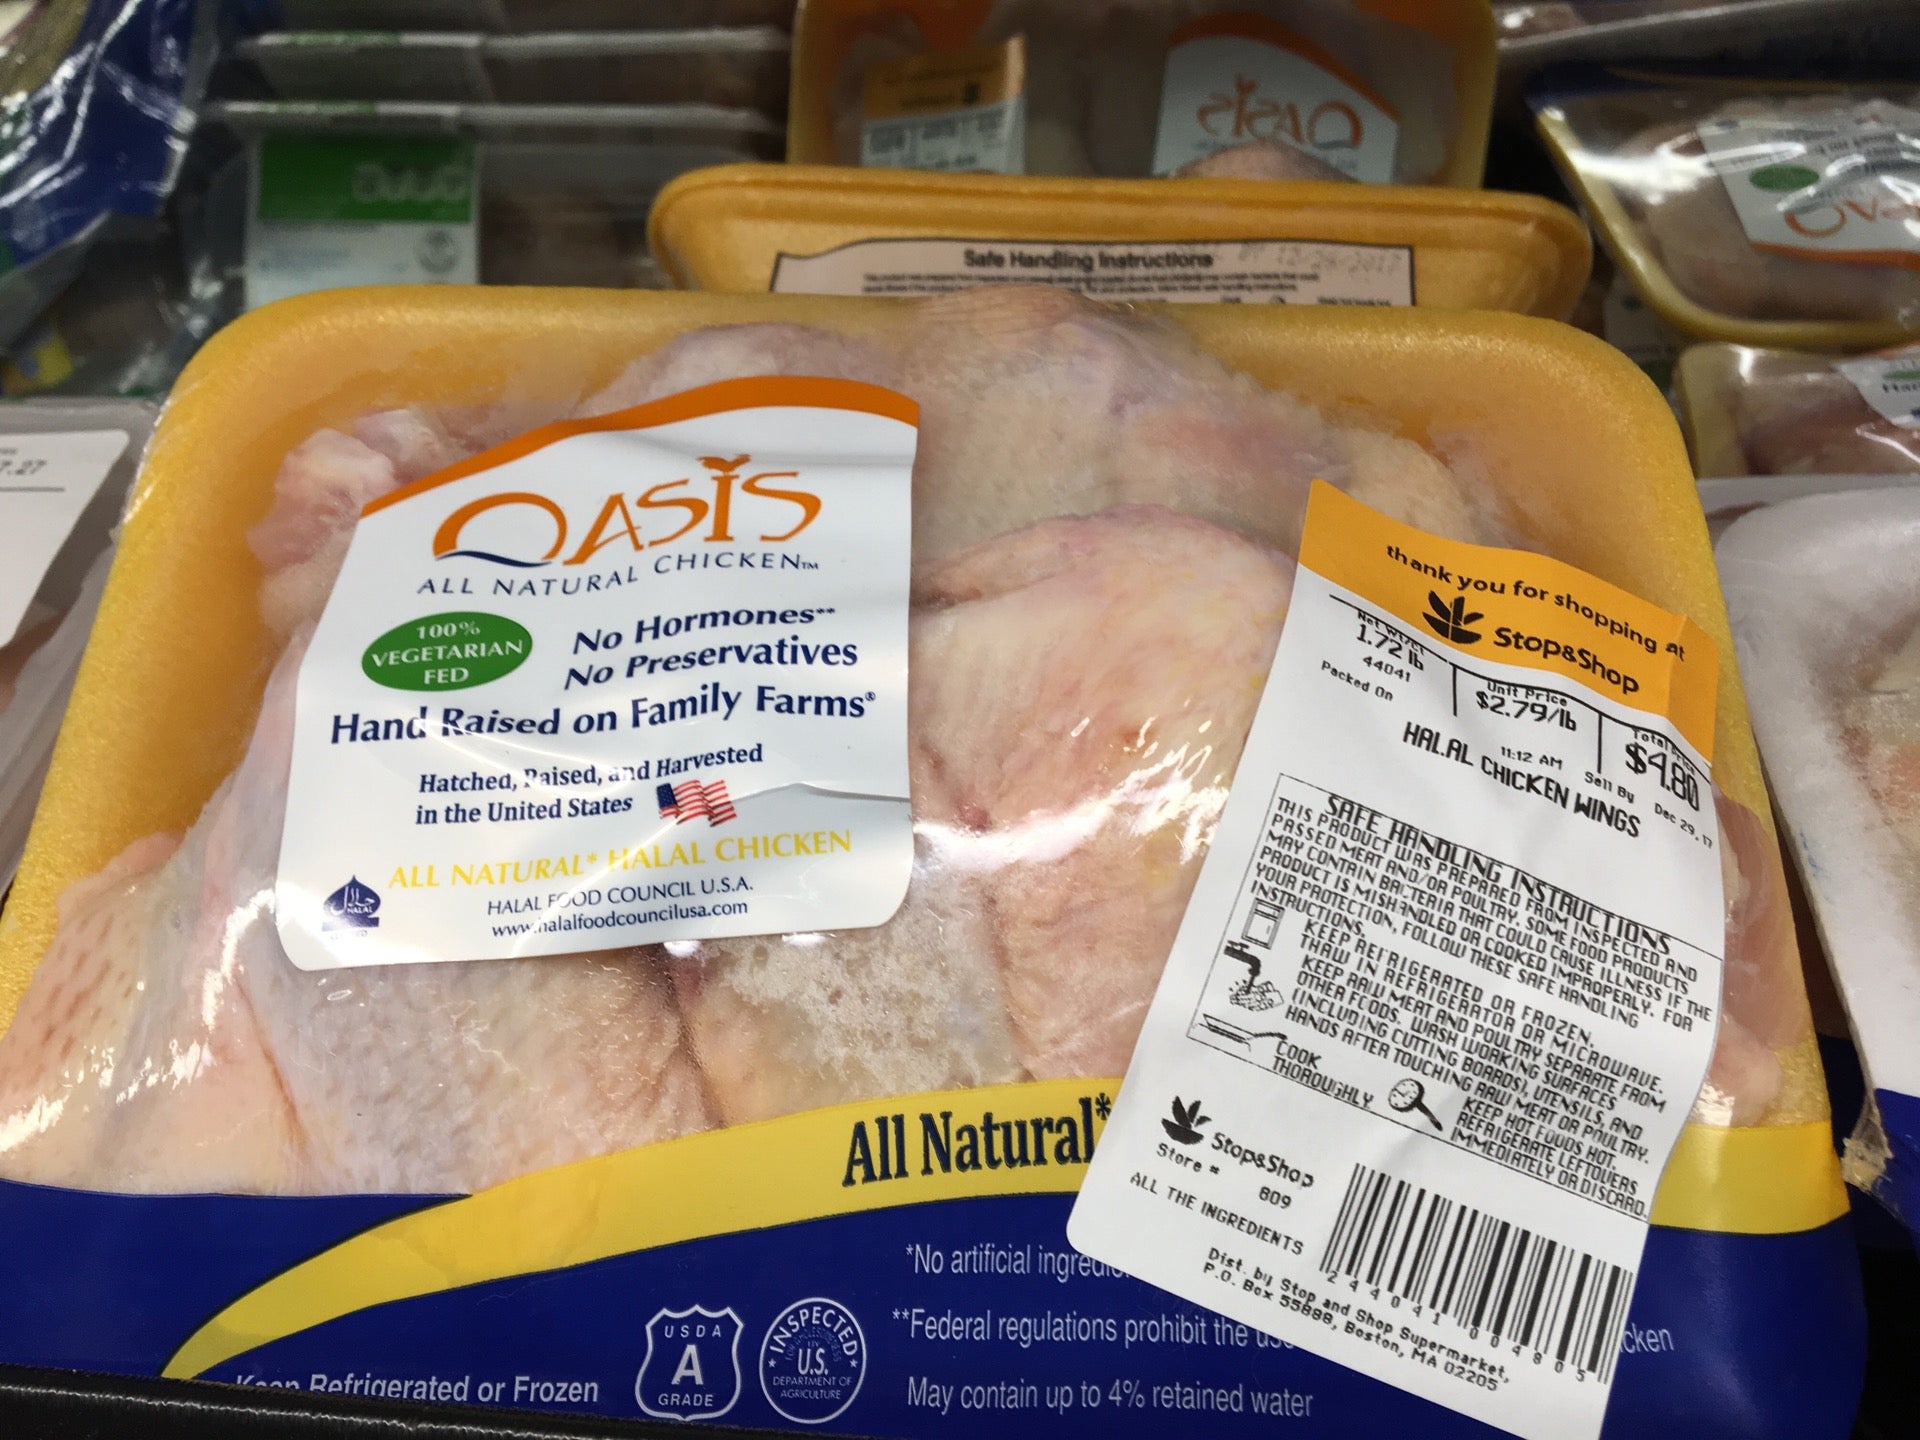 Safe Handling Instructions
OASIS
ALL NATURAL CHICKEN™
100%
VEGETARIAN
FED
No Hormones**
No Preservatives
Hand Raised on Family Farms®
Hatched, Raised, and Harvested
in the United States
ALL NATURAL* HALAL CHICKEN
HALAL FOOD COUNCIL U.S.A.
www.halalfoodcouncilusa.com
حلال
HALAL
thank you for shopping at
Stop&Shop
Net Wt/Ct
1.72 lb
Unit Price
$2.79/lb
Total Price
$4.80
44041
Packed On
11:12 AM
Sell By
Dec 29, 17
HALAL CHICKEN WINGS
SAFE HANDLING INSTRUCTIONS
THIS PRODUCT WAS PREPARED FROM INSPECTED AND
PASSED MEAT AND/OR POULTRY. SOME FOOD PRODUCTS
MAY CONTAIN BACTERIA THAT COULD CAUSE ILLNESS IF THE
PRODUCT IS MISHANDLED OR COOKED IMPROPERLY. FOR
YOUR PROTECTION, FOLLOW THESE SAFE HANDLING
INSTRUCTIONS.
KEEP REFRIGERATED OR FROZEN.
THAW IN REFRIGERATOR OR MICROWAVE.
KEEP RAW MEAT AND POULTRY SEPARATE FROM
OTHER FOODS. WASH WORKING SURFACES
(INCLUDING CUTTING BOARDS), UTENSILS, AND
HANDS AFTER TOUCHING RAW MEAT OR POULTRY.
COOK
THOROUGHLY
KEEP HOT FOODS HOT.
REFRIGERATE LEFTOVERS
IMMEDIATELY OR DISCARD.
Stop&Shop
Store # 809
ALL THE INGREDIENTS
2 44041 00480 5
Dist. by Stop and Shop Supermarket,
P.O. Box 55888, Boston, MA 02205
All Natural*
*No artificial
**Federal regulations prohibit the
May contain up to 4% retained water
Keep Refrigerated or Frozen
USDA
A
GRADE
INSPECTED
U.S.
DEPARTMENT OF
AGRICULTURE